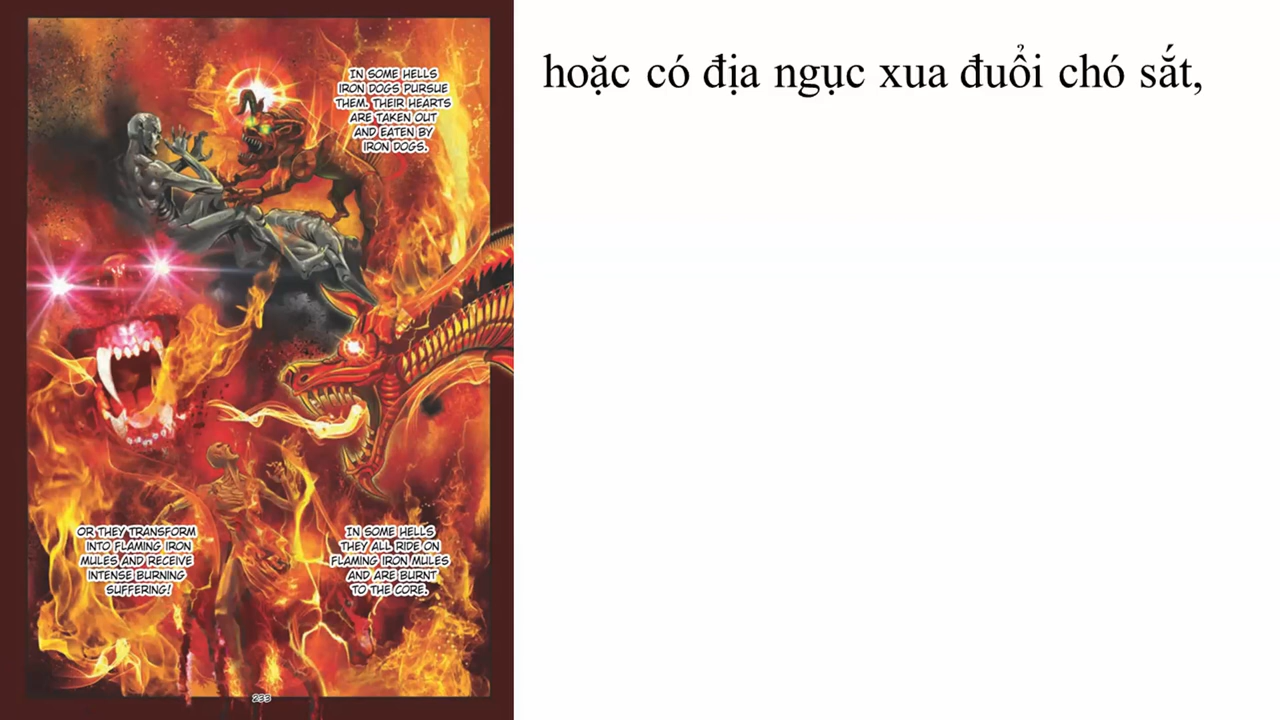 IN SOME HELLS
IRON DOGS PURSUE
THEM. THEIR HEARTS
ARE TAKEN OUT
AND EATEN BY
IRON DOGS.
OR THEY TRANSFORM
INTO FLAMING IRON
MULES AND RECEIVE
INTENSE BURNING
SUFFERING!
IN SOME HELLS
THEY ALL RIDE ON
FLAMING IRON MULES
AND ARE BURNT
TO THE CORE.
233
hoặc có địa ngục xua đuổi chó sắt,